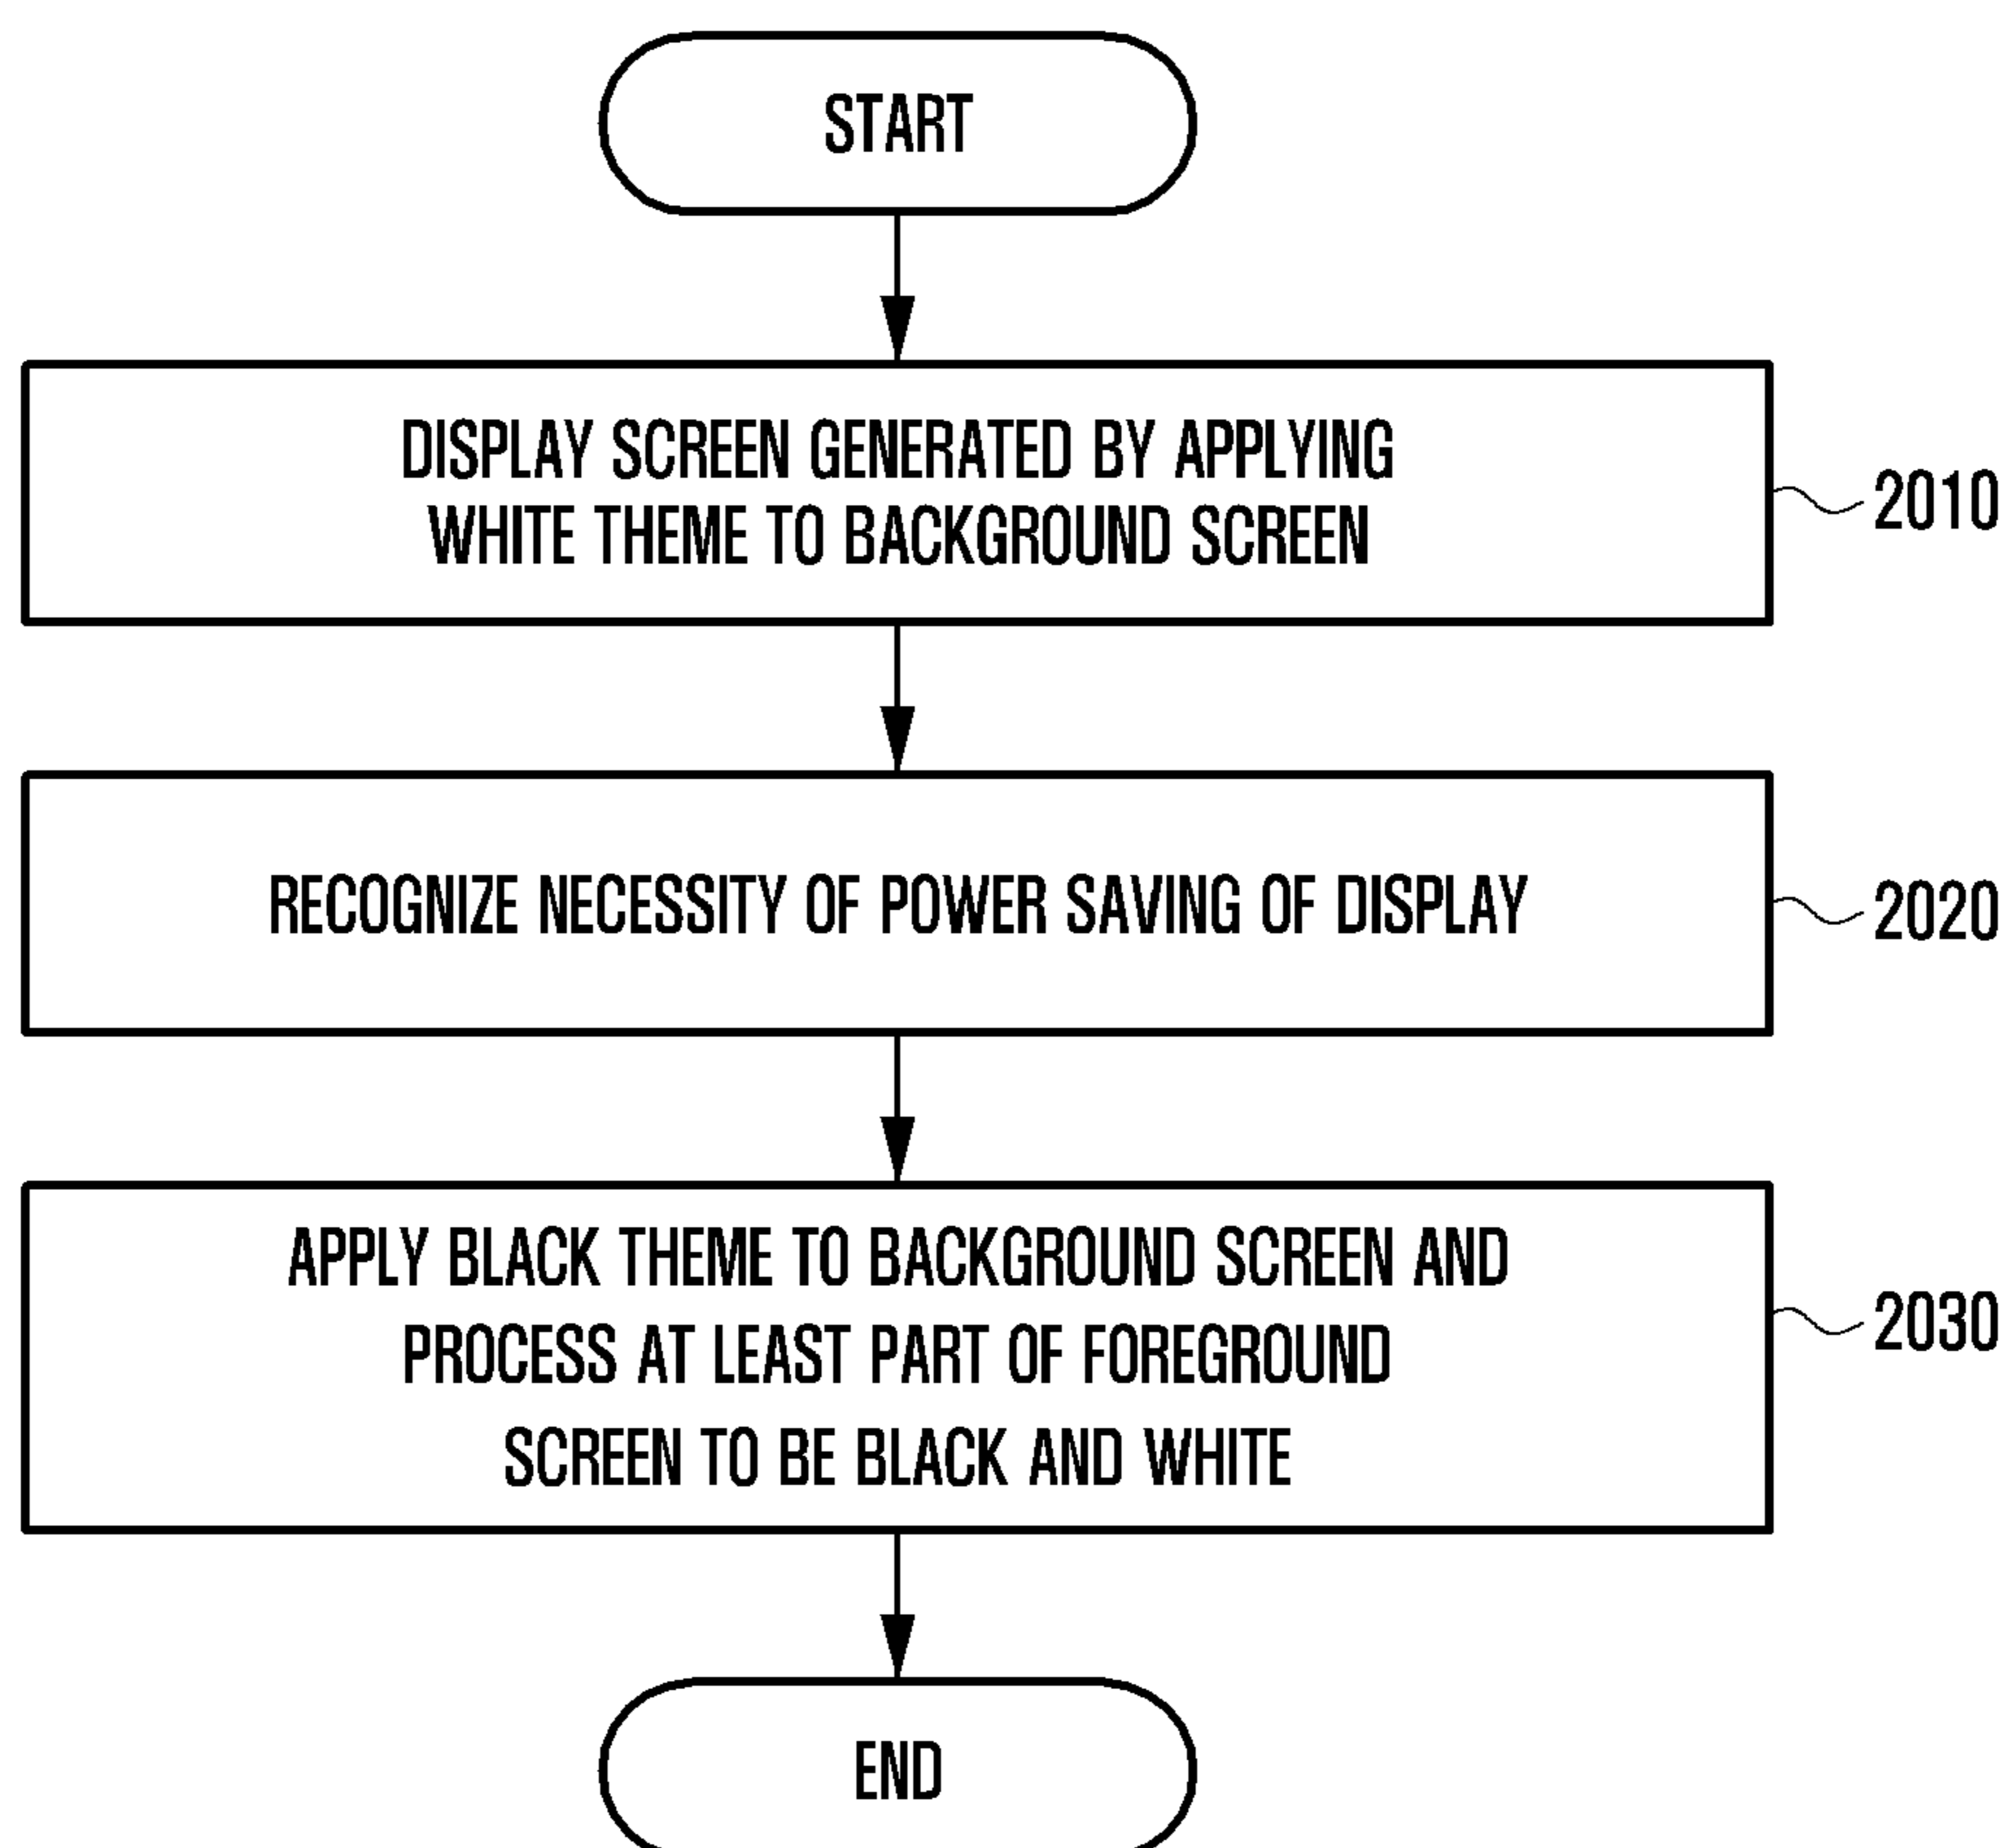 START
DISPLAY SCREEN GENERATED BY APPLYING
WHITE THEME TO BACKGROUND SCREEN
2010
RECOGNIZE NECESSITY OF POWER SAVING OF DISPLAY
2020
APPLY BLACK THEME TO BACKGROUND SCREEN AND
PROCESS AT LEAST PART OF FOREGROUND
SCREEN TO BE BLACK AND WHITE
2030
END